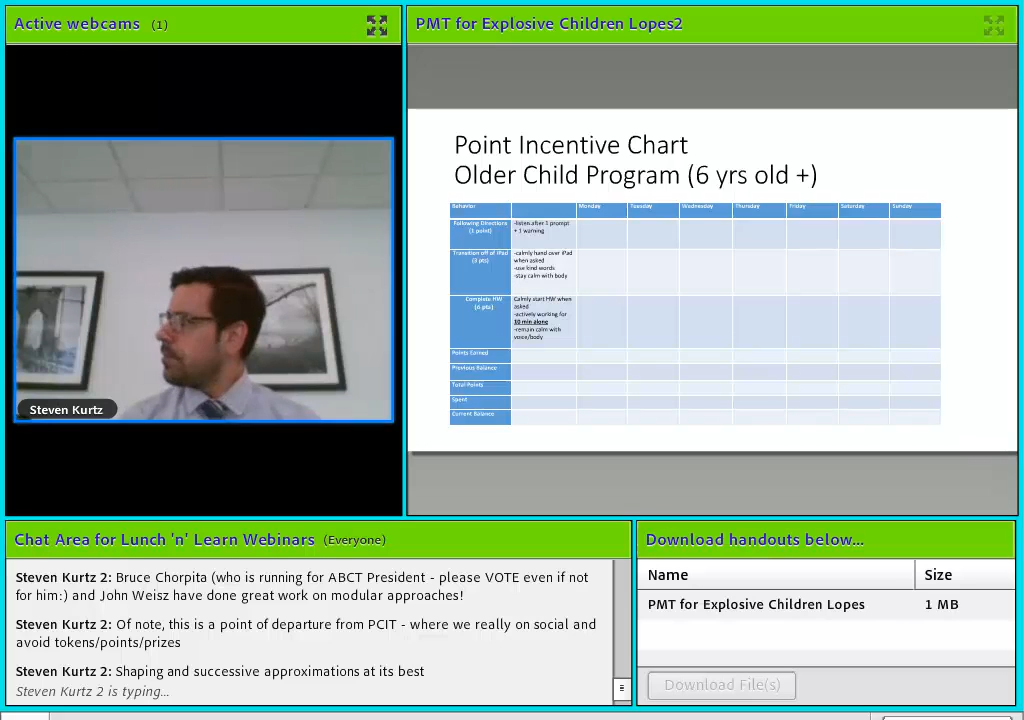 Active webcams (1)
PMT for Explosive Children Lopes2
Steven Kurtz
Point Incentive Chart
Older Child Program (6 yrs old +)
Behavior Monday Tuesday Wednesday Thursday Friday Saturday Sunday
Following Directions
(1 point)
-listen after 1 prompt
+ 1 warning
Transition off of iPad
(3 pts)
-calmly hand over iPad
when asked
-use kind words
-stay calm with body
Complete HW
(6 pts)
Calmly start HW when
asked
-actively working for
10 min alone
-remain calm with
voice/body
Points Earned
Previous Balance
Total Points
Spent
Current Balance
Chat Area for Lunch 'n' Learn Webinars (Everyone)
Steven Kurtz 2: Bruce Chorpita (who is running for ABCT President - please VOTE even if not
for him:) and John Weisz have done great work on modular approaches!
Steven Kurtz 2: Of note, this is a point of departure from PCIT - where we really on social and
avoid tokens/points/prizes
Steven Kurtz 2: Shaping and successive approximations at its best
Steven Kurtz 2 is typing...
Download handouts below...
Name Size
PMT for Explosive Children Lopes 1 MB
Download File(s)